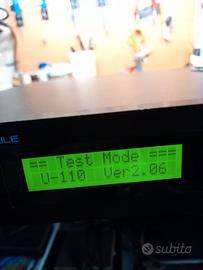 ULE
== Test Mode ===
U-110 Ver2.06
subito